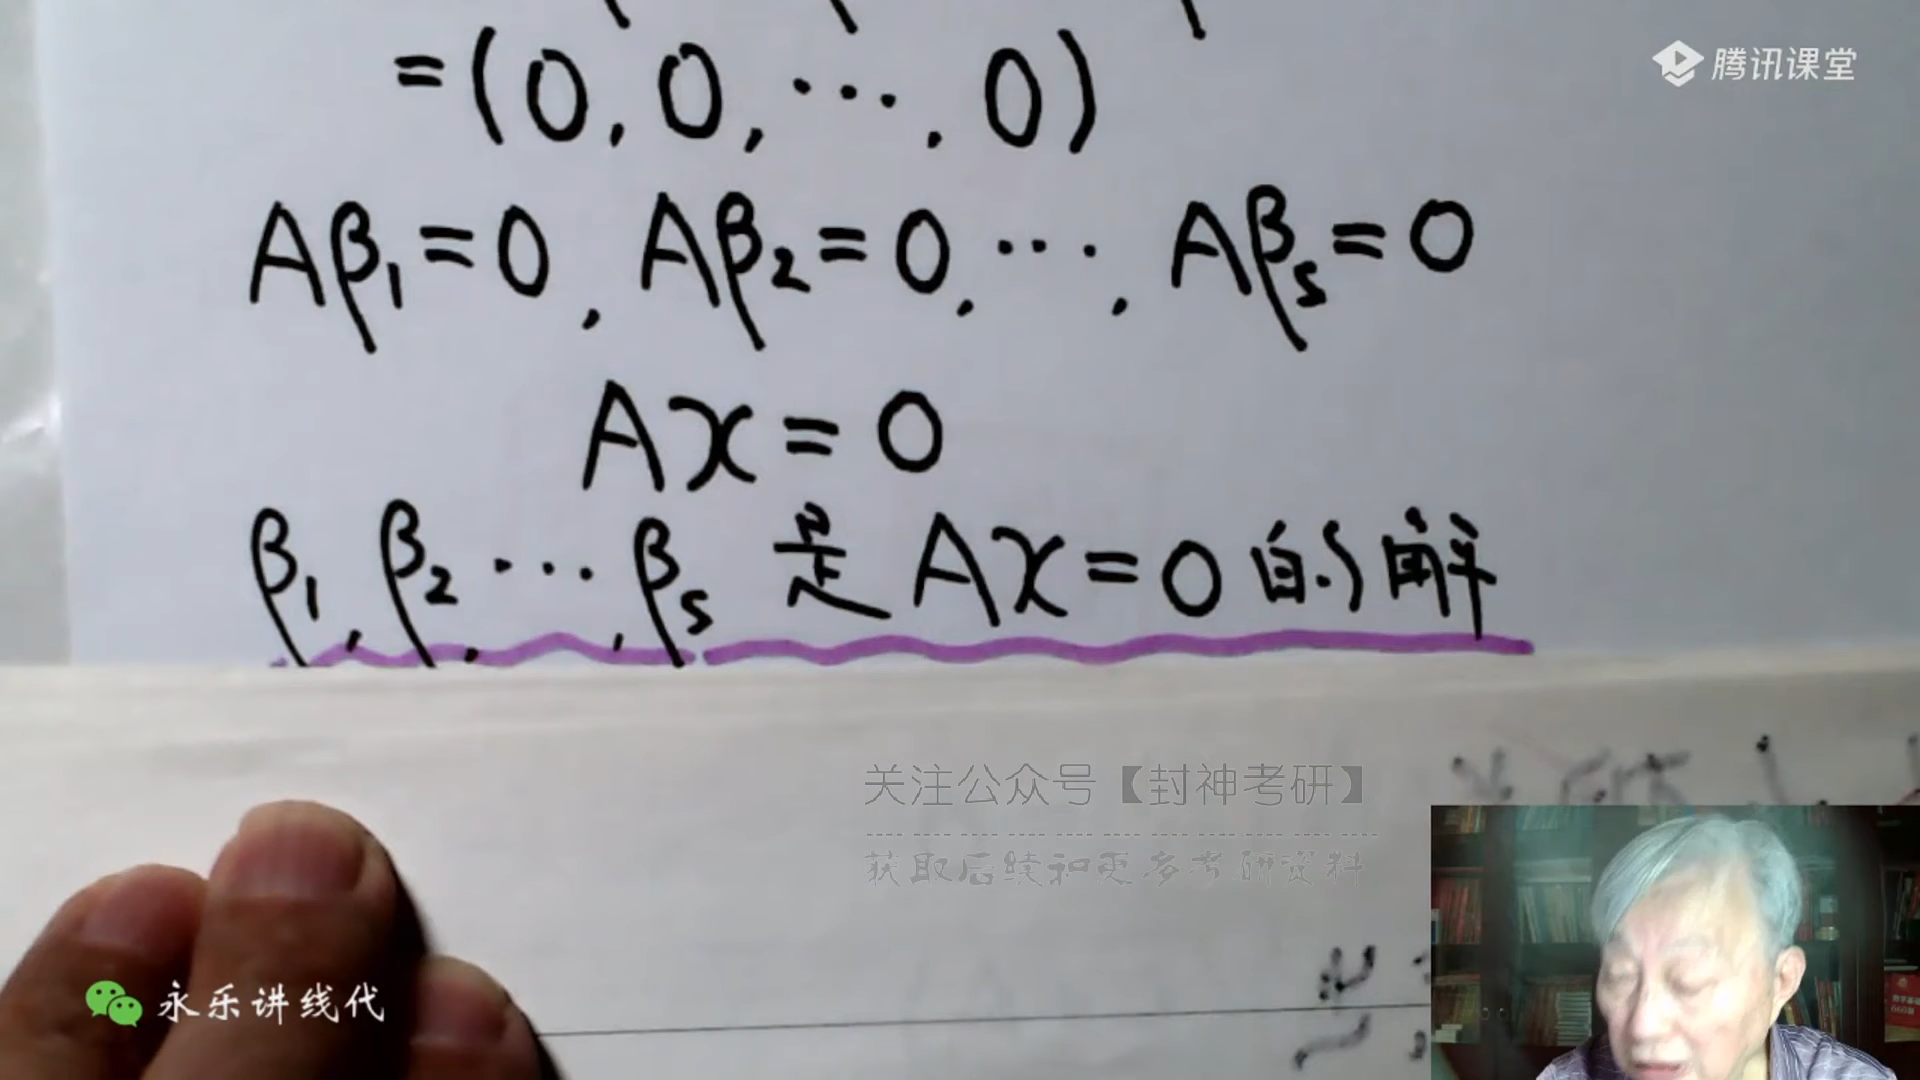 腾讯课堂
=(0,0,⋯,0)
Aβ₁=0, Aβ₂=0,⋯, Aβₛ=0
Ax=0
β₁,β₂,⋯,βₛ 是 Ax=0 的解
关注公众号【封神考研】
获取后续和更多考研资料
永乐讲线代